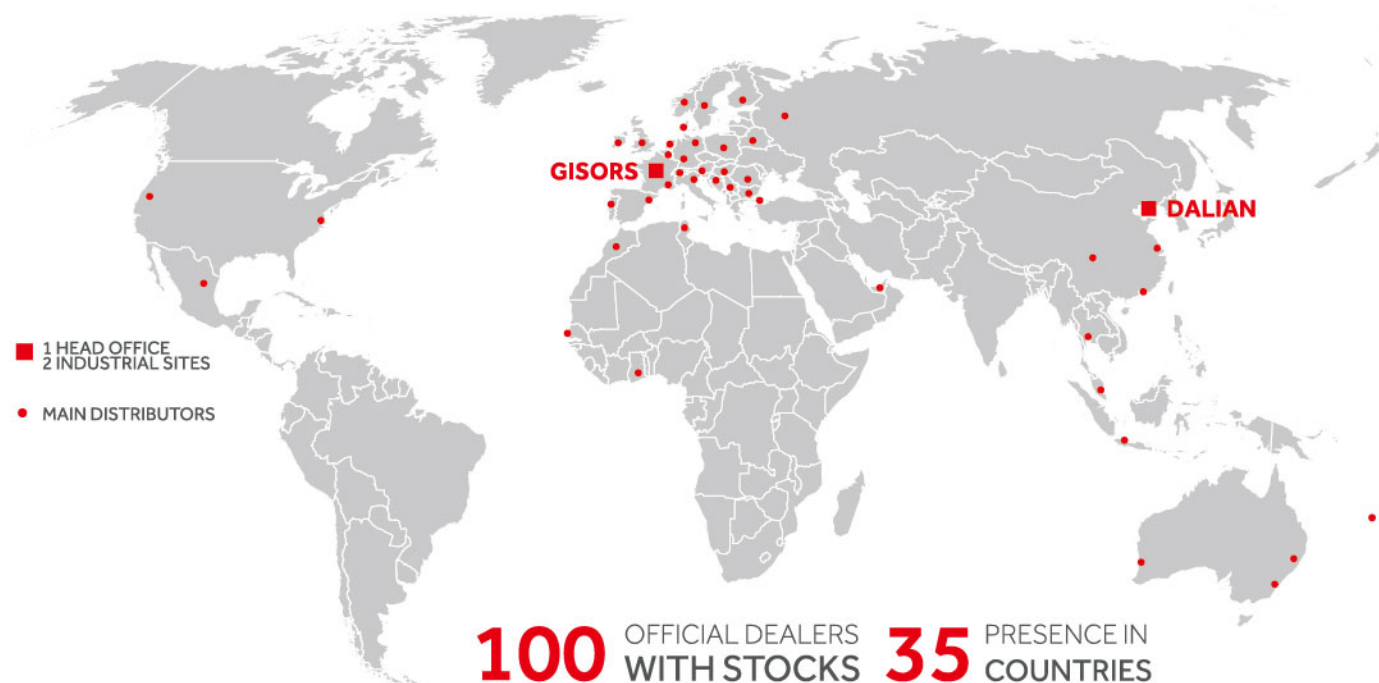 GISORS
DALIAN
1 HEAD OFFICE
2 INDUSTRIAL SITES
MAIN DISTRIBUTORS
100 OFFICIAL DEALERS
WITH STOCKS
35 PRESENCE IN
COUNTRIES